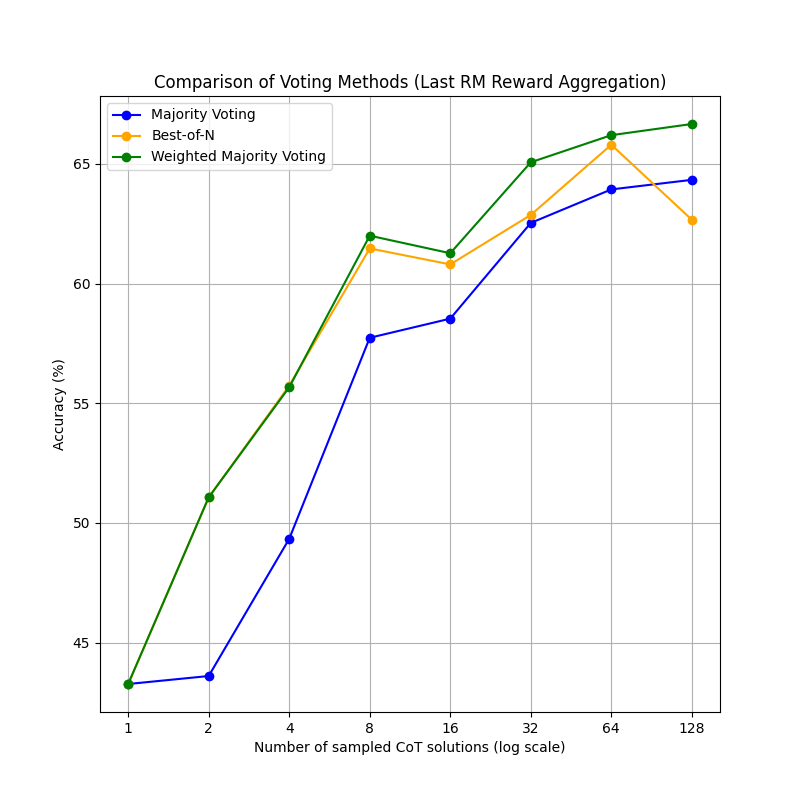 Comparison of Voting Methods (Last RM Reward Aggregation)
Majority Voting
Best-of-N
Weighted Majority Voting
65
60
55
50
45
Accuracy (%)
1 2 4 8 16 32 64 128
Number of sampled CoT solutions (log scale)